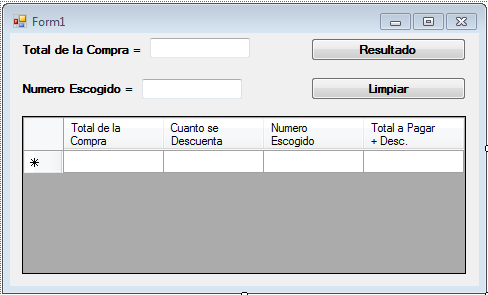 Form1
Total de la Compra =
Resultado
Numero Escogido =
Limpiar
Total de la
Compra
Cuanto se
Descuenta
Numero
Escogido
Total a Pagar
+ Desc.